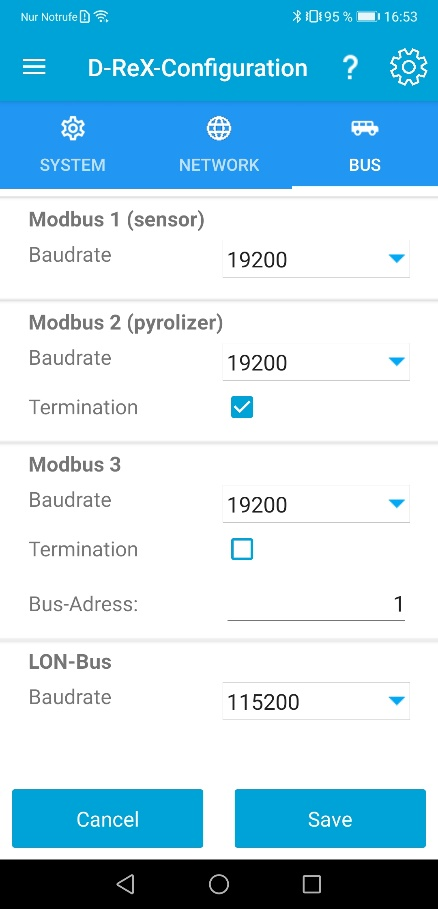 Nur Notrufe 95 % 16:53
D-ReX-Configuration ?
SYSTEM NETWORK BUS
Modbus 1 (sensor)
Baudrate 19200
Modbus 2 (pyrolizer)
Baudrate 19200
Termination
Modbus 3
Baudrate 19200
Termination
Bus-Adress: 1
LON-Bus
Baudrate 115200
Cancel Save